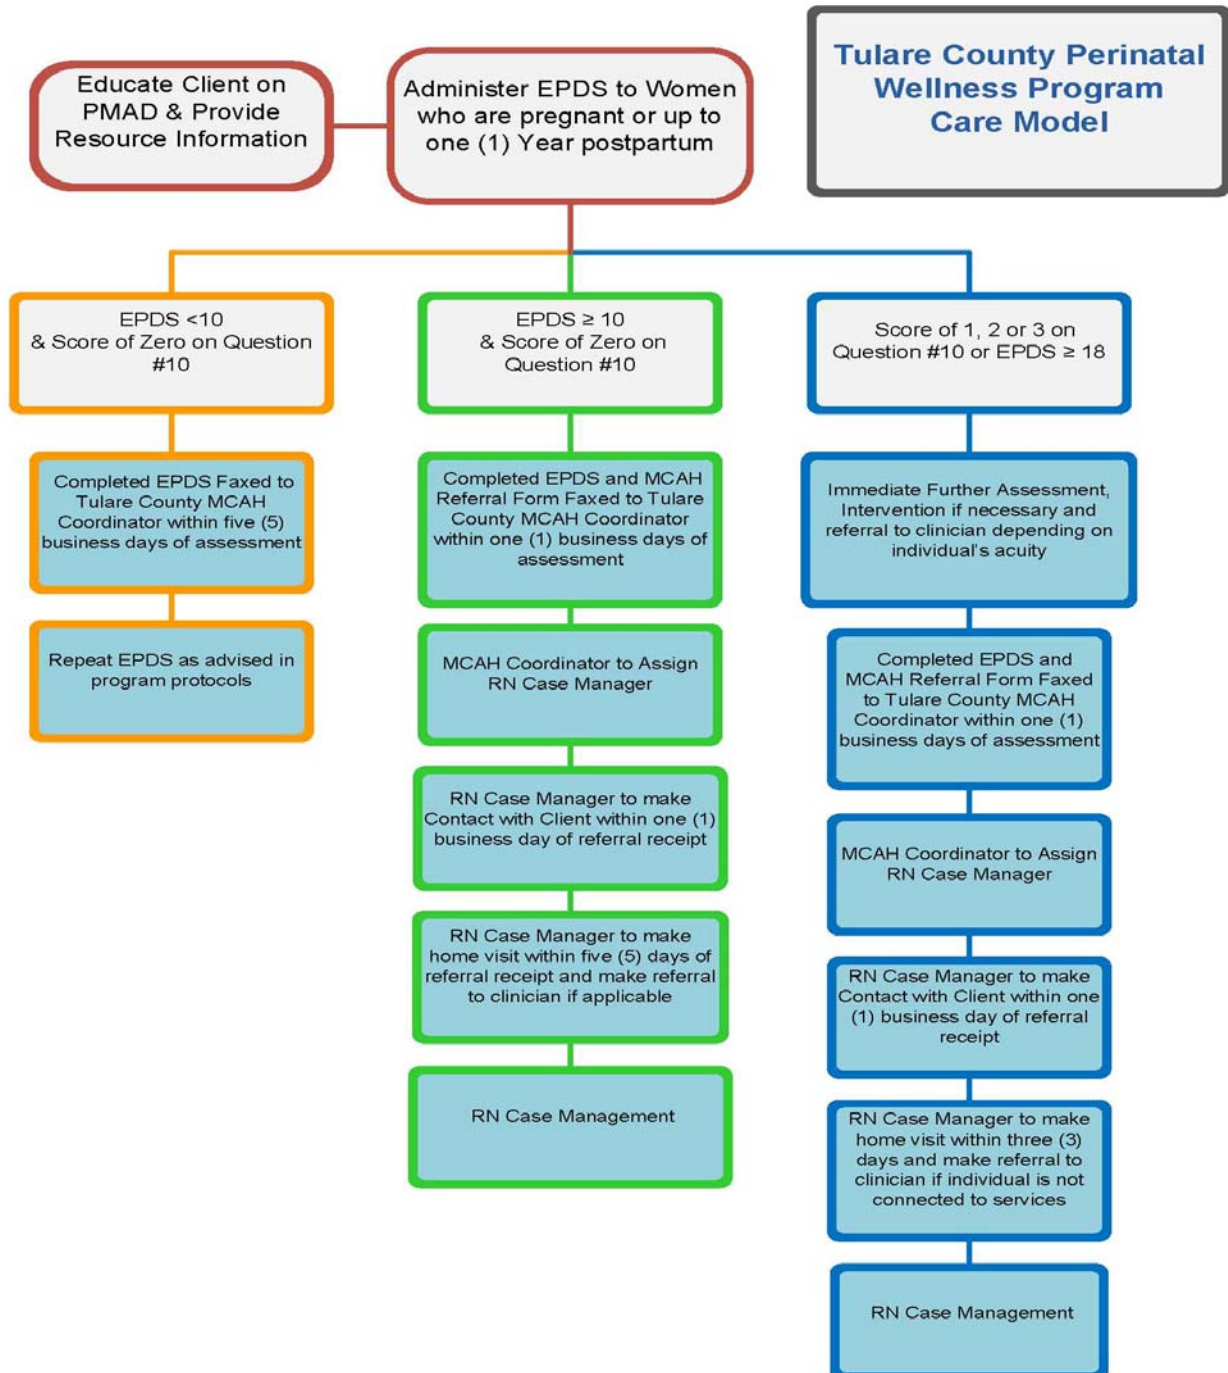 Educate Client on
PMAD & Provide
Resource Information
Administer EPDS to Women
who are pregnant or up to
one (1) Year postpartum
Tulare County Perinatal
Wellness Program
Care Model
EPDS <10
& Score of Zero on Question
#10
Completed EPDS Faxed to
Tulare County MCAH
Coordinator within five (5)
business days of assessment
Repeat EPDS as advised in
program protocols
EPDS ≥ 10
& Score of Zero on
Question #10
Completed EPDS and MCAH
Referral Form Faxed to Tulare
County MCAH Coordinator
within one (1) business days of
assessment
MCAH Coordinator to Assign
RN Case Manager
RN Case Manager to make
Contact with Client within one (1)
business day of referral receipt
RN Case Manager to make
home visit within five (5) days of
referral receipt and make referral
to clinician if applicable
RN Case Management
Score of 1, 2 or 3 on
Question #10 or EPDS ≥ 18
Immediate Further Assessment,
Intervention if necessary and
referral to clinician depending on
individual's acuity
Completed EPDS and
MCAH Referral Form Faxed
to Tulare County MCAH
Coordinator within one (1)
business days of assessment
MCAH Coordinator to Assign
RN Case Manager
RN Case Manager to make
Contact with Client within one
(1) business day of referral
receipt
RN Case Manager to make
home visit within three (3)
days and make referral to
clinician if individual is not
connected to services
RN Case Management